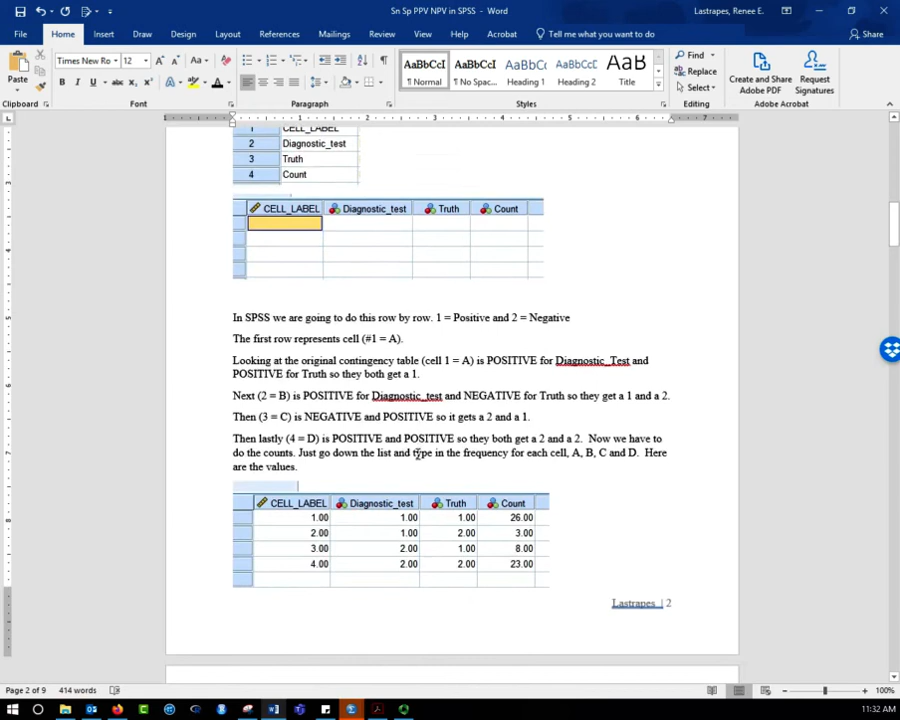 Sn Sp PPV NPV in SPSS - Word
Lastrapes, Renee E.
File Home Insert Draw Design Layout References Mailings Review View Help Acrobat Tell me what you want to do Share
Paste
Times New Ro 12
Clipboard Font Paragraph Styles Editing Adobe Acrobat
AaBbCcI AaBbCcI AaBbC AaBbCcI AaB
¶ Normal ¶ No Spac... Heading 1 Heading 2 Title
Find
Replace
Select
Create and Share Adobe PDF
Request Signatures
1 CELL_LABEL
2 Diagnostic_test
3 Truth
4 Count
CELL_LABEL Diagnostic_test Truth Count
In SPSS we are going to do this row by row. 1 = Positive and 2 = Negative
The first row represents cell (#1 = A).
Looking at the original contingency table (cell 1 = A) is POSITIVE for Diagnostic_Test and
POSITIVE for Truth so they both get a 1.
Next (2 = B) is POSITIVE for Diagnostic_test and NEGATIVE for Truth so they get a 1 and a 2.
Then (3 = C) is NEGATIVE and POSITIVE so it gets a 2 and a 1.
Then lastly (4 = D) is POSITIVE and POSITIVE so they both get a 2 and a 2. Now we have to
do the counts. Just go down the list and type in the frequency for each cell, A, B, C and D. Here
are the values.
CELL_LABEL Diagnostic_test Truth Count
1.00 1.00 1.00 26.00
2.00 1.00 2.00 3.00
3.00 2.00 1.00 8.00
4.00 2.00 2.00 23.00
Lastrapes | 2
Page 2 of 9 414 words 100%
11:32 AM